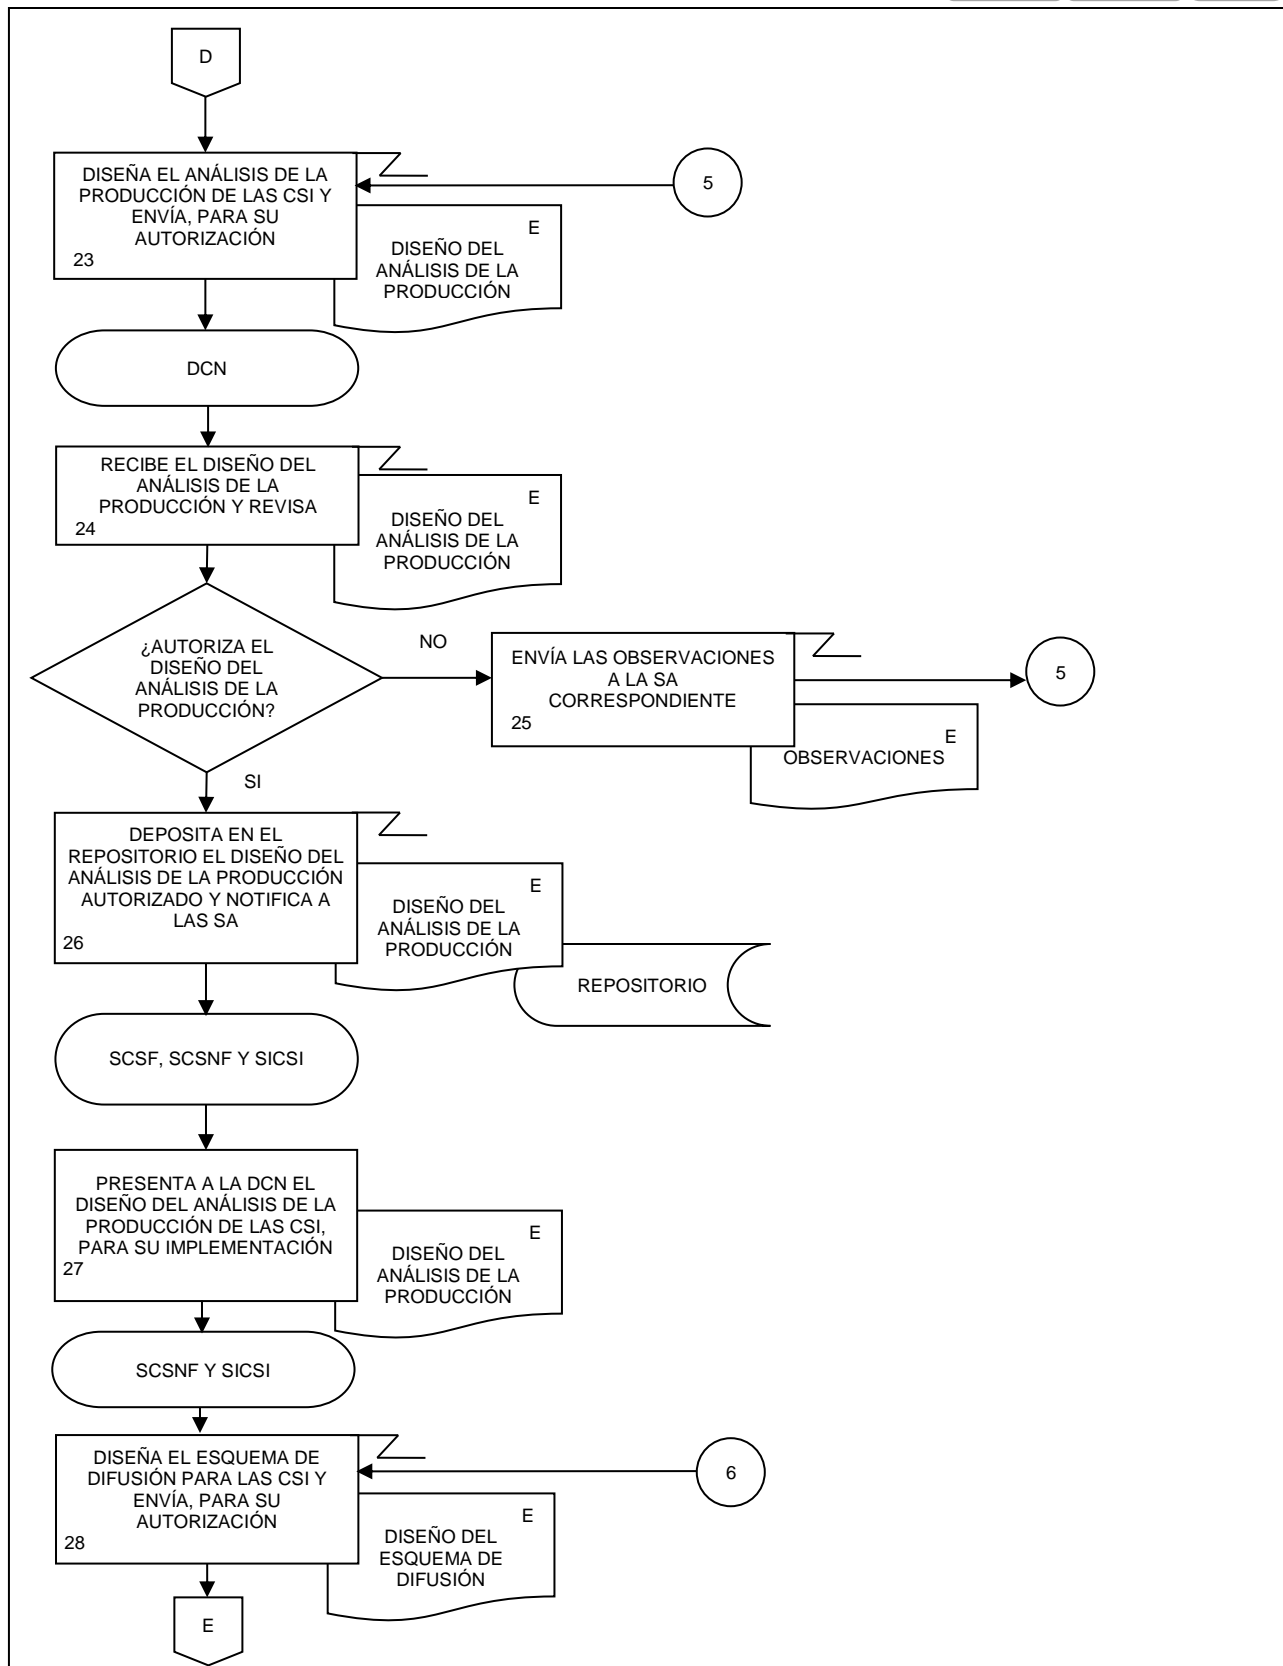 D
DISEÑA EL ANÁLISIS DE LA
PRODUCCIÓN DE LAS CSI Y
ENVÍA, PARA SU
AUTORIZACIÓN
23
5
E
DISEÑO DEL
ANÁLISIS DE LA
PRODUCCIÓN
DCN
RECIBE EL DISEÑO DEL
ANÁLISIS DE LA
PRODUCCIÓN Y REVISA
24
E
DISEÑO DEL
ANÁLISIS DE LA
PRODUCCIÓN
¿AUTORIZA EL
DISEÑO DEL
ANÁLISIS DE LA
PRODUCCIÓN?
NO
ENVÍA LAS OBSERVACIONES
A LA SA
CORRESPONDIENTE
25
5
E
OBSERVACIONES
SI
DEPOSITA EN EL
REPOSITORIO EL DISEÑO DEL
ANÁLISIS DE LA PRODUCCIÓN
AUTORIZADO Y NOTIFICA A
LAS SA
26
E
DISEÑO DEL
ANÁLISIS DE LA
PRODUCCIÓN
REPOSITORIO
SCSF, SCSNF Y SICSI
PRESENTA A LA DCN EL
DISEÑO DEL ANÁLISIS DE LA
PRODUCCIÓN DE LAS CSI,
PARA SU IMPLEMENTACIÓN
27
E
DISEÑO DEL
ANÁLISIS DE LA
PRODUCCIÓN
SCSNF Y SICSI
DISEÑA EL ESQUEMA DE
DIFUSIÓN PARA LAS CSI Y
ENVÍA, PARA SU
AUTORIZACIÓN
28
6
E
DISEÑO DEL
ESQUEMA DE
DIFUSIÓN
E